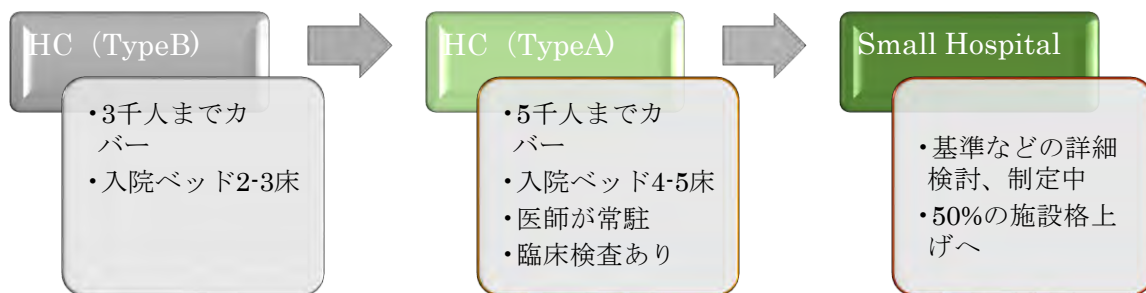 HC（TypeB）
・3千人までカ
バー
・入院ベッド2-3床
HC（TypeA）
・5千人までカ
バー
・入院ベッド4-5床
・医師が常駐
・臨床検査あり
Small Hospital
・基準などの詳細
検討、制定中
・50%の施設格上
げへ